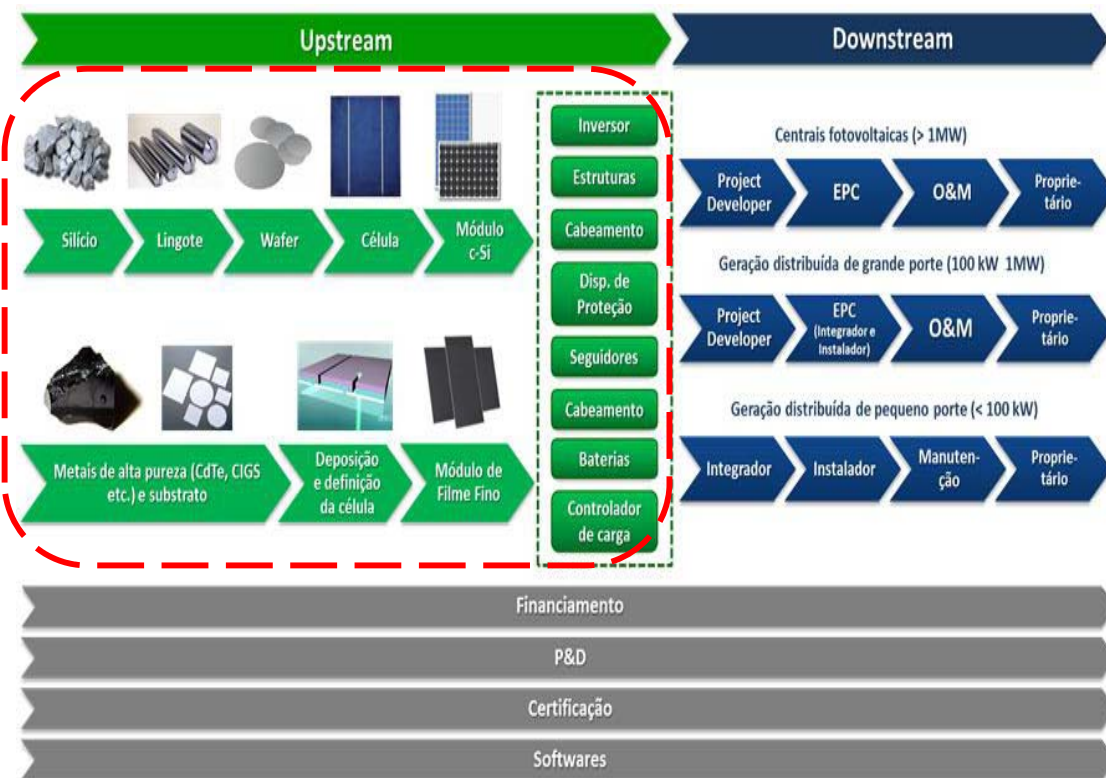 Upstream
Downstream
Silício
Lingote
Wafer
Célula
Módulo
c-Si
Metais de alta pureza (CdTe, CIGS
etc.) e substrato
Deposição
e definição
da célula
Módulo de
Filme Fino
Inversor
Estruturas
Cabeamento
Disp. de
Proteção
Seguidores
Cabeamento
Baterias
Controlador
de carga
Centrais fotovoltaicas (> 1MW)
Project
Developer
EPC
O&M
Proprie-
tário
Geração distribuída de grande porte (100 kW 1MW)
Project
Developer
EPC
(Integrador e
Instalador)
O&M
Proprie-
tário
Geração distribuída de pequeno porte (< 100 kW)
Integrador
Instalador
Manuten-
ção
Proprie-
tário
Financiamento
P&D
Certificação
Softwares